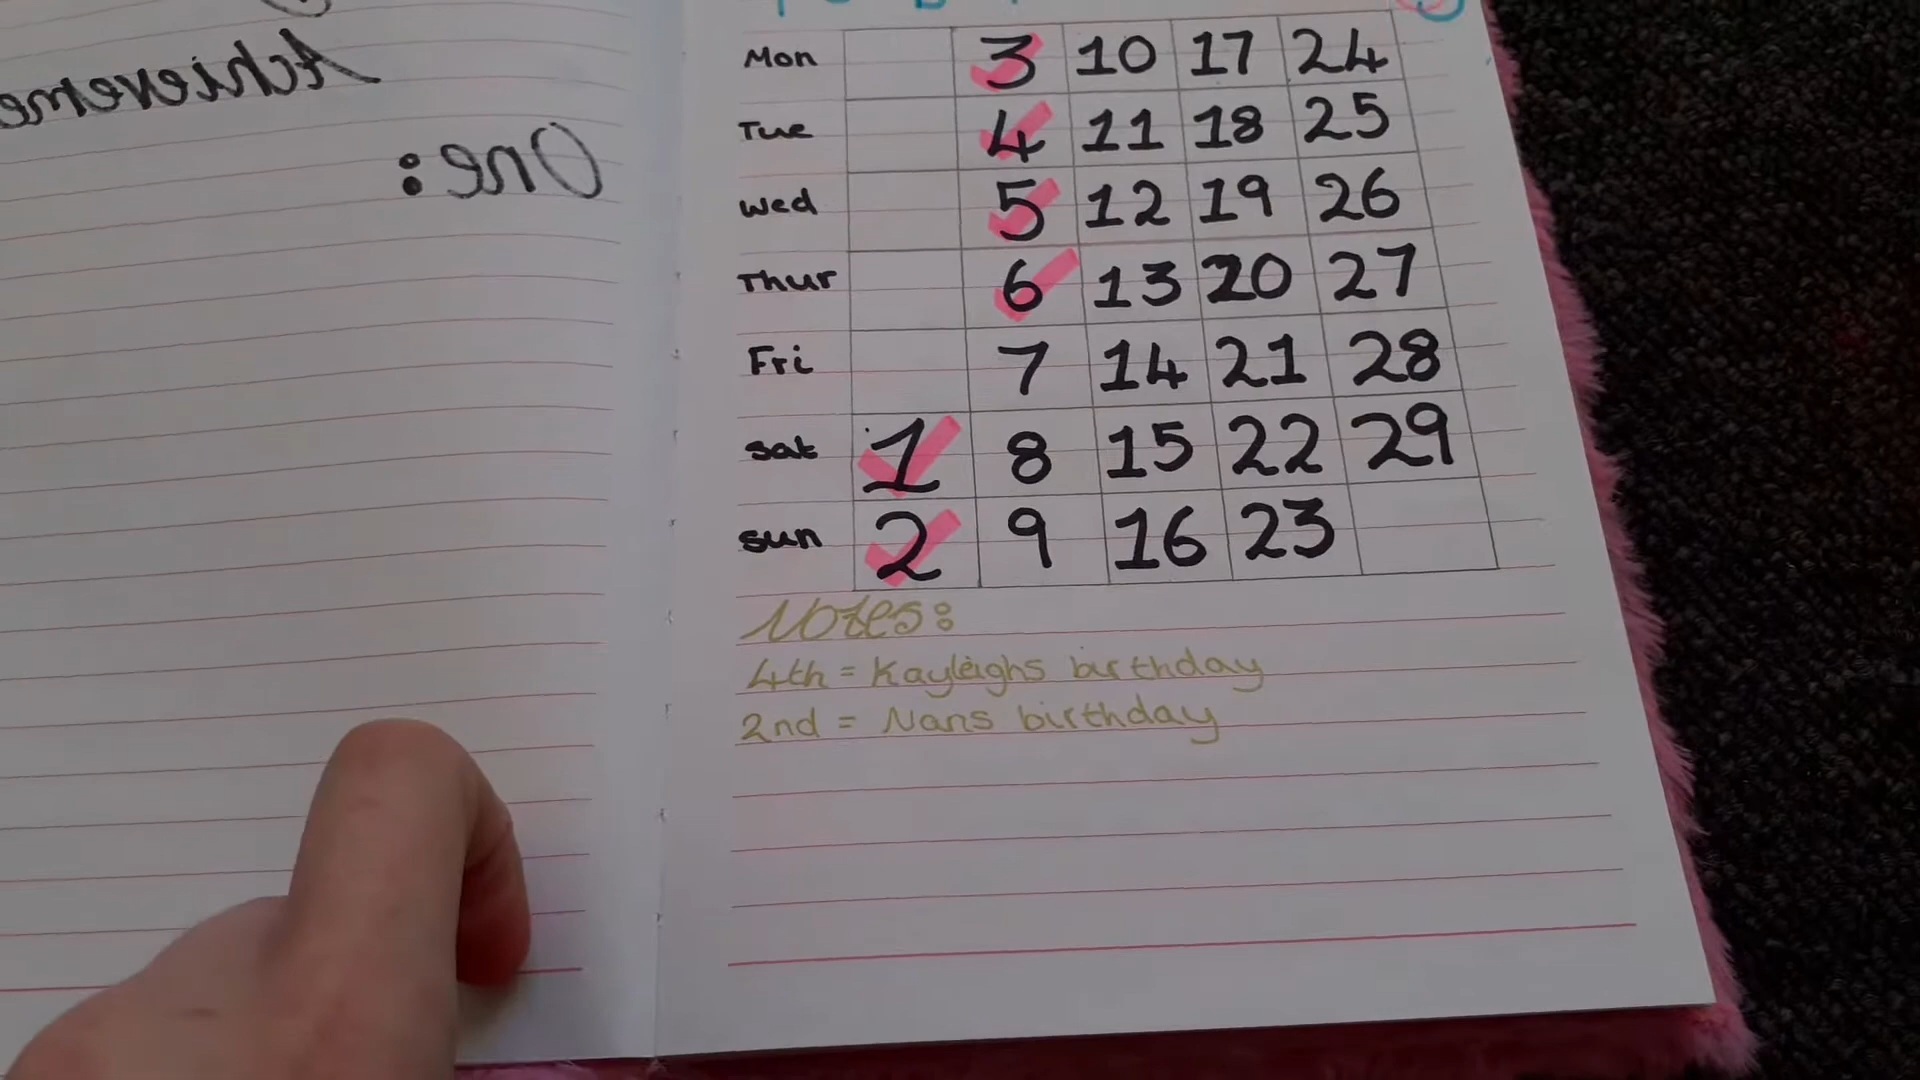 Achieveme
One:
Mon 3 10 17 24
Tue 4 11 18 25
Wed 5 12 19 26
Thur 6 13 20 27
Fri 7 14 21 28
Sat 1 8 15 22 29
Sun 2 9 16 23
Notes:
4th = Kayleighs birthday
2nd = Nans birthday